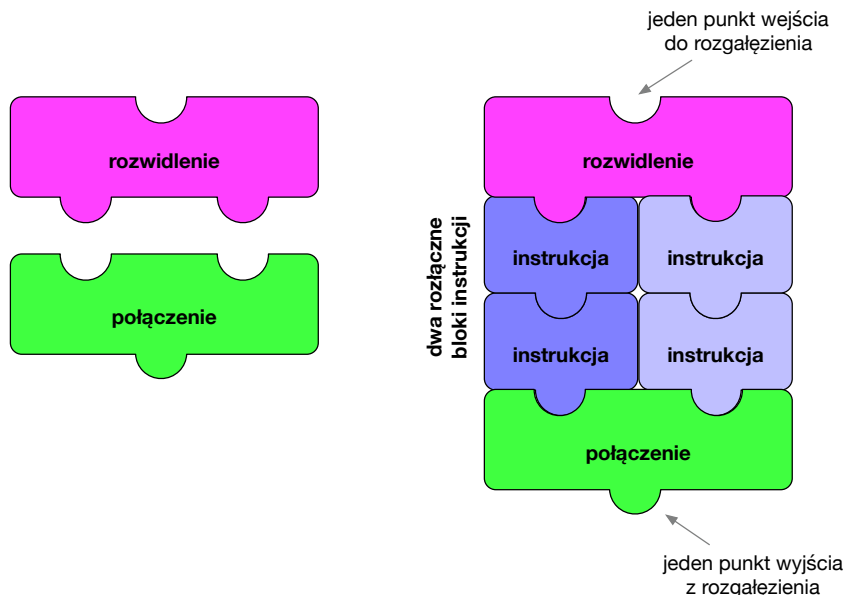 jeden punkt wejścia
do rozgałęzienia
rozwidlenie
połączenie
rozwidlenie
dwa rozłączne
bloki instrukcji
instrukcja
instrukcja
instrukcja
instrukcja
połączenie
jeden punkt wyjścia
z rozgałęzienia